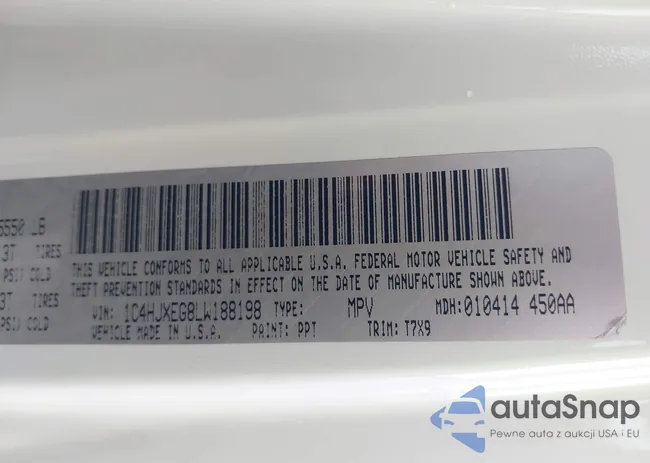 5550 LB
3T TIRES
PSI) COLD
3T TIRES
PSI) COLD
THIS VEHICLE CONFORMS TO ALL APPLICABLE U.S.A. FEDERAL MOTOR VEHICLE SAFETY AND
THEFT PREVENTION STANDARDS IN EFFECT ON THE DATE OF MANUFACTURE SHOWN ABOVE.
VIN: 1C4HJXEG8LW188198 TYPE: MPV MDH:010414 450AA
VEHICLE MADE IN U.S.A. PAINT: PPT TRIM: T7X9
autaSnap
Pewne auta z aukcji USA i EU